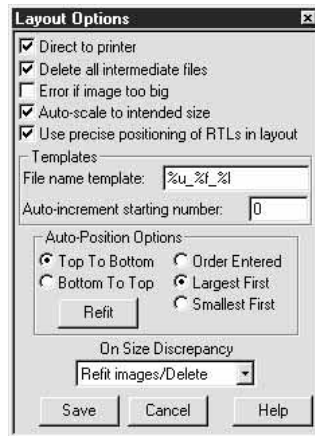 Layout Options
Direct to printer
Delete all intermediate files
Error if image too big
Auto-scale to intended size
Use precise positioning of RTLs in layout
Templates
File name template: %u_%f_%l
Auto-increment starting number: 0
Auto-Position Options
Top To Bottom Order Entered
Bottom To Top Largest First
Refit Smallest First
On Size Discrepancy
Refit images/Delete
Save Cancel Help